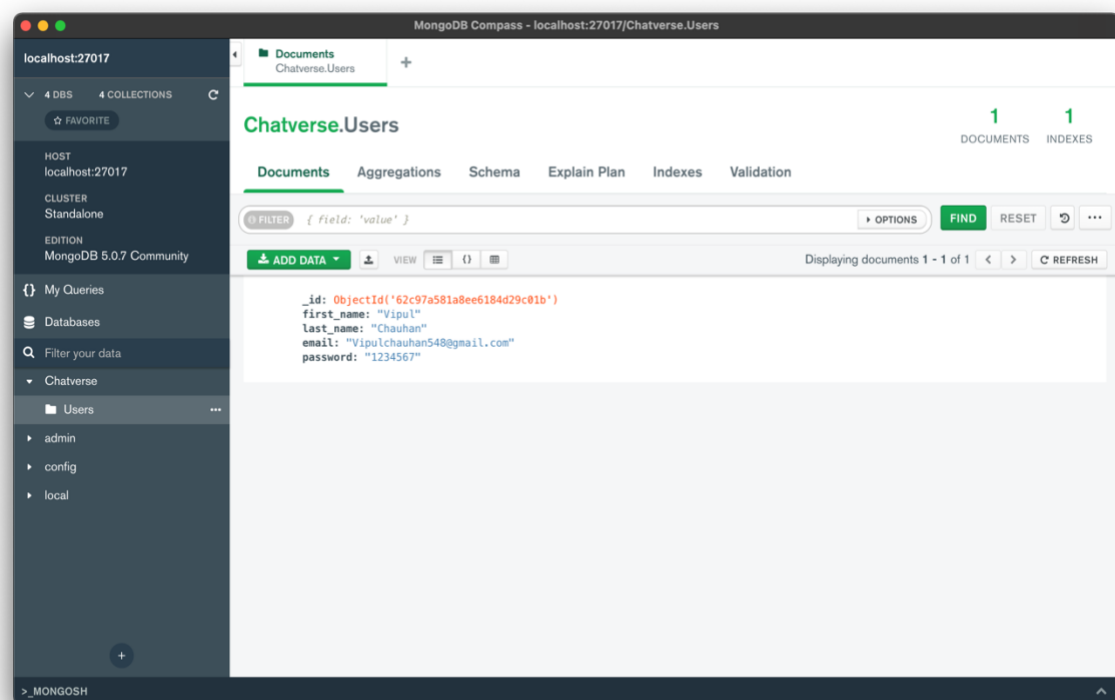 MongoDB Compass - localhost:27017/Chatverse.Users
localhost:27017
4 DBS 4 COLLECTIONS
FAVORITE
HOST
localhost:27017
CLUSTER
Standalone
EDITION
MongoDB 5.0.7 Community
{} My Queries
Databases
Filter your data
Chatverse
Users
admin
config
local
+
>_MONGOSH
Documents
Chatverse.Users
+
Chatverse.Users
1
DOCUMENTS
1
INDEXES
Documents Aggregations Schema Explain Plan Indexes Validation
FILTER { field: 'value' } OPTIONS FIND RESET
ADD DATA VIEW {} Displaying documents 1 - 1 of 1 REFRESH
_id: ObjectId('62c97a581a8ee6184d29c01b')
first_name: "Vipul"
last_name: "Chauhan"
email: "Vipulchauhan548@gmail.com"
password: "1234567"